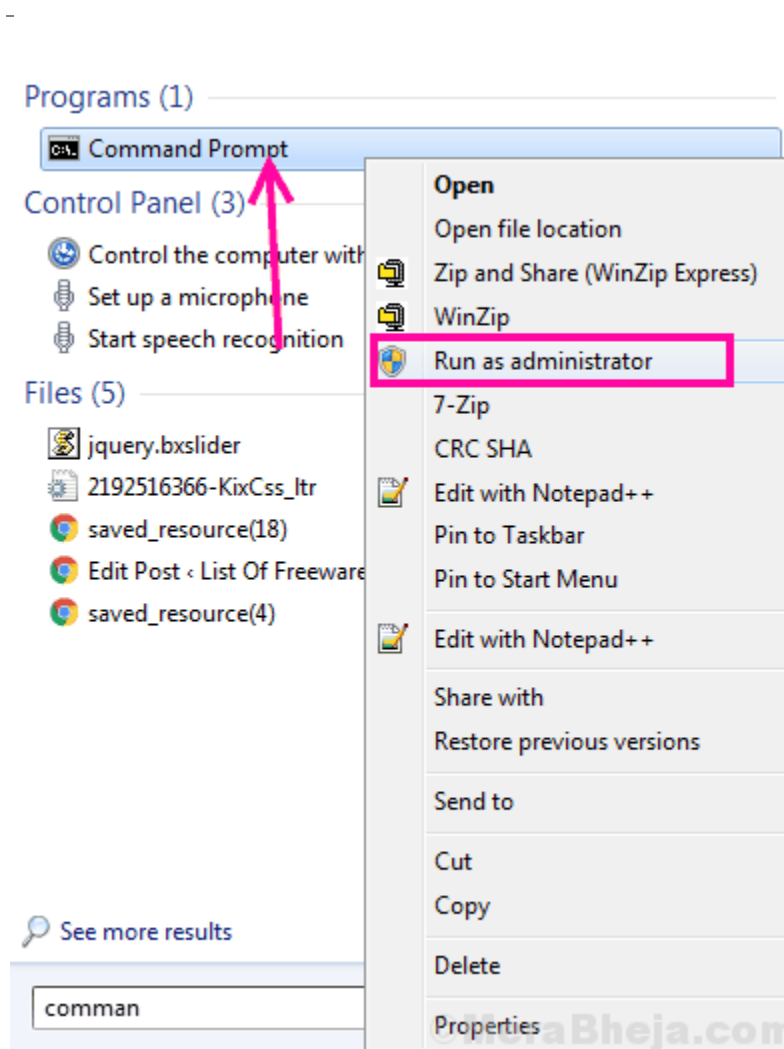 Programs (1)
Command Prompt
Control Panel (3)
Control the computer with
Set up a microphone
Start speech recognition
Files (5)
jquery.bxslider
2192516366-KixCss_ltr
saved_resource(18)
Edit Post ‹ List Of Freeware
saved_resource(4)
See more results
comman
Open
Open file location
Zip and Share (WinZip Express)
WinZip
Run as administrator
7-Zip
CRC SHA
Edit with Notepad++
Pin to Taskbar
Pin to Start Menu
Edit with Notepad++
Share with
Restore previous versions
Send to
Cut
Copy
Delete
Properties
©MeraBheja.com